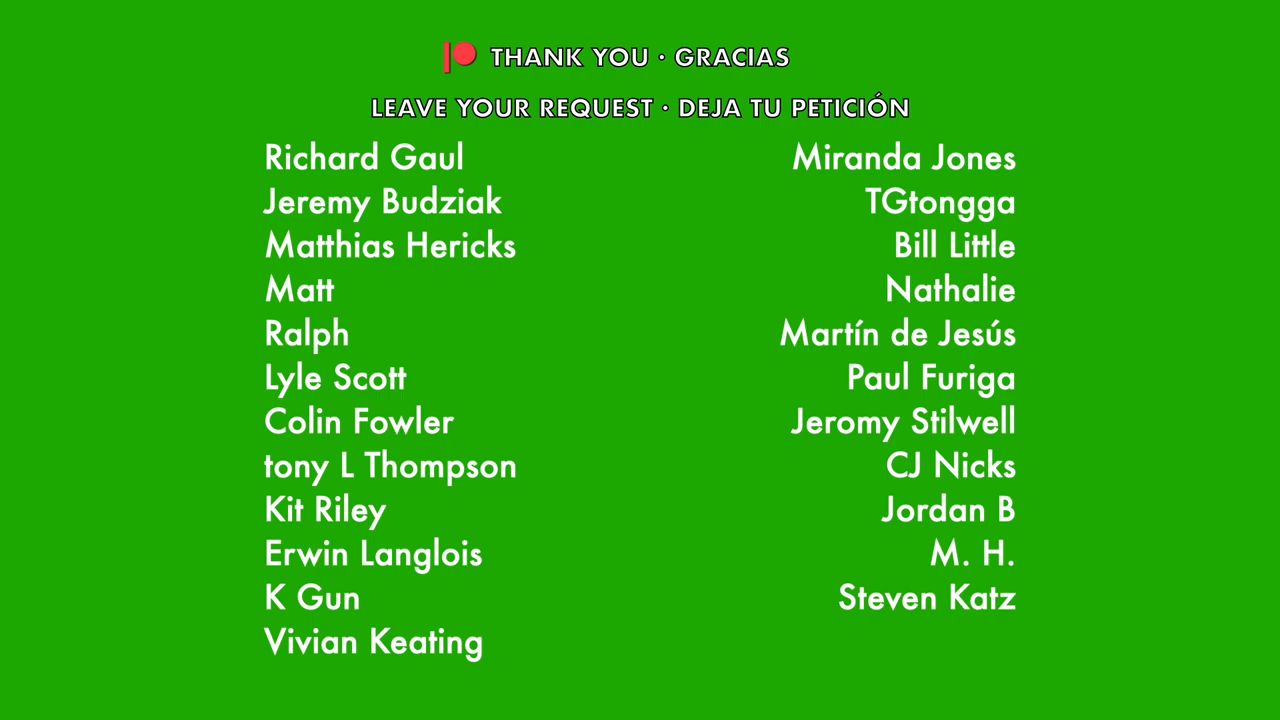 THANK YOU · GRACIAS
LEAVE YOUR REQUEST · DEJA TU PETICIÓN
Richard Gaul
Jeremy Budziak
Matthias Hericks
Matt
Ralph
Lyle Scott
Colin Fowler
tony L Thompson
Kit Riley
Erwin Langlois
K Gun
Vivian Keating
Miranda Jones
TGtongga
Bill Little
Nathalie
Martín de Jesús
Paul Furiga
Jeromy Stilwell
CJ Nicks
Jordan B
M. H.
Steven Katz